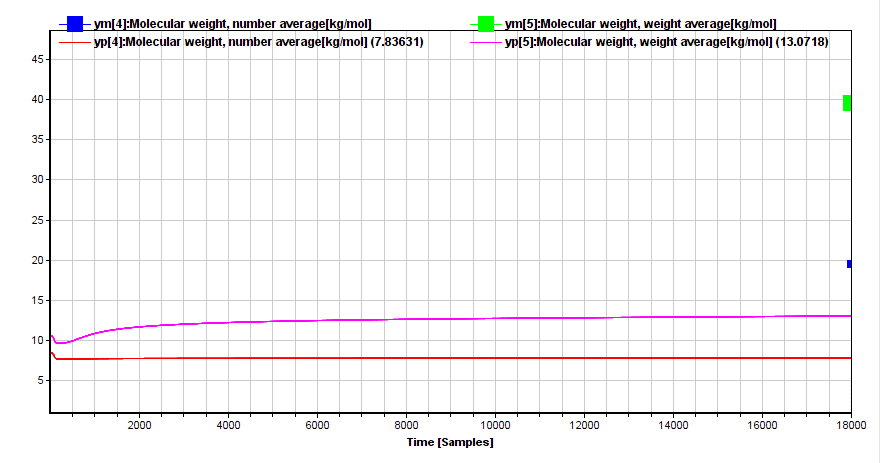 ym[4]:Molecular weight, number average[kg/mol] ym[5]:Molecular weight, weight average[kg/mol]
yp[4]:Molecular weight, number average[kg/mol] (7.83631) yp[5]:Molecular weight, weight average[kg/mol] (13.0718)
45
40
35
30
25
20
15
10
5
2000 4000 6000 8000 10000 12000 14000 16000 18000
Time [Samples]